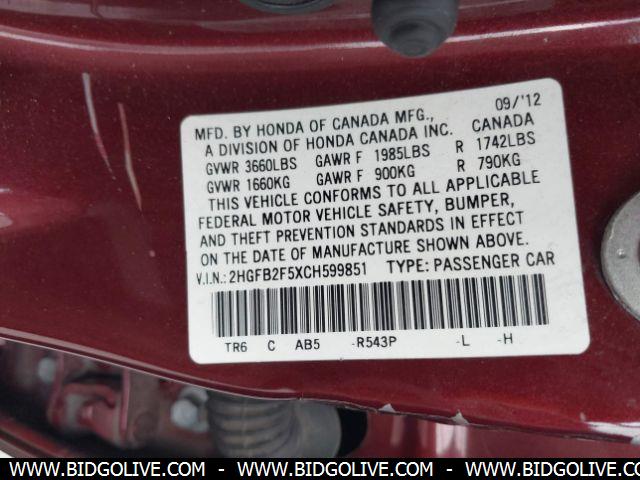 09/'12
MFD. BY HONDA OF CANADA MFG.,
A DIVISION OF HONDA CANADA INC. CANADA
GVWR 3660LBS GAWR F 1985LBS R 1742LBS
GVWR 1660KG GAWR F 900KG R 790KG
THIS VEHICLE CONFORMS TO ALL APPLICABLE
FEDERAL MOTOR VEHICLE SAFETY, BUMPER,
AND THEFT PREVENTION STANDARDS IN EFFECT
ON THE DATE OF MANUFACTURE SHOWN ABOVE.
V.I.N.: 2HGFB2F5XCH599851 TYPE: PASSENGER CAR
TR6 C AB5 -R543P -L -H
WWW.BIDGOLIVE.COM - WWW.BIDGOLIVE.COM - WWW.BIDGOLIVE.COM - WWW.BIDGOLIVE.COM